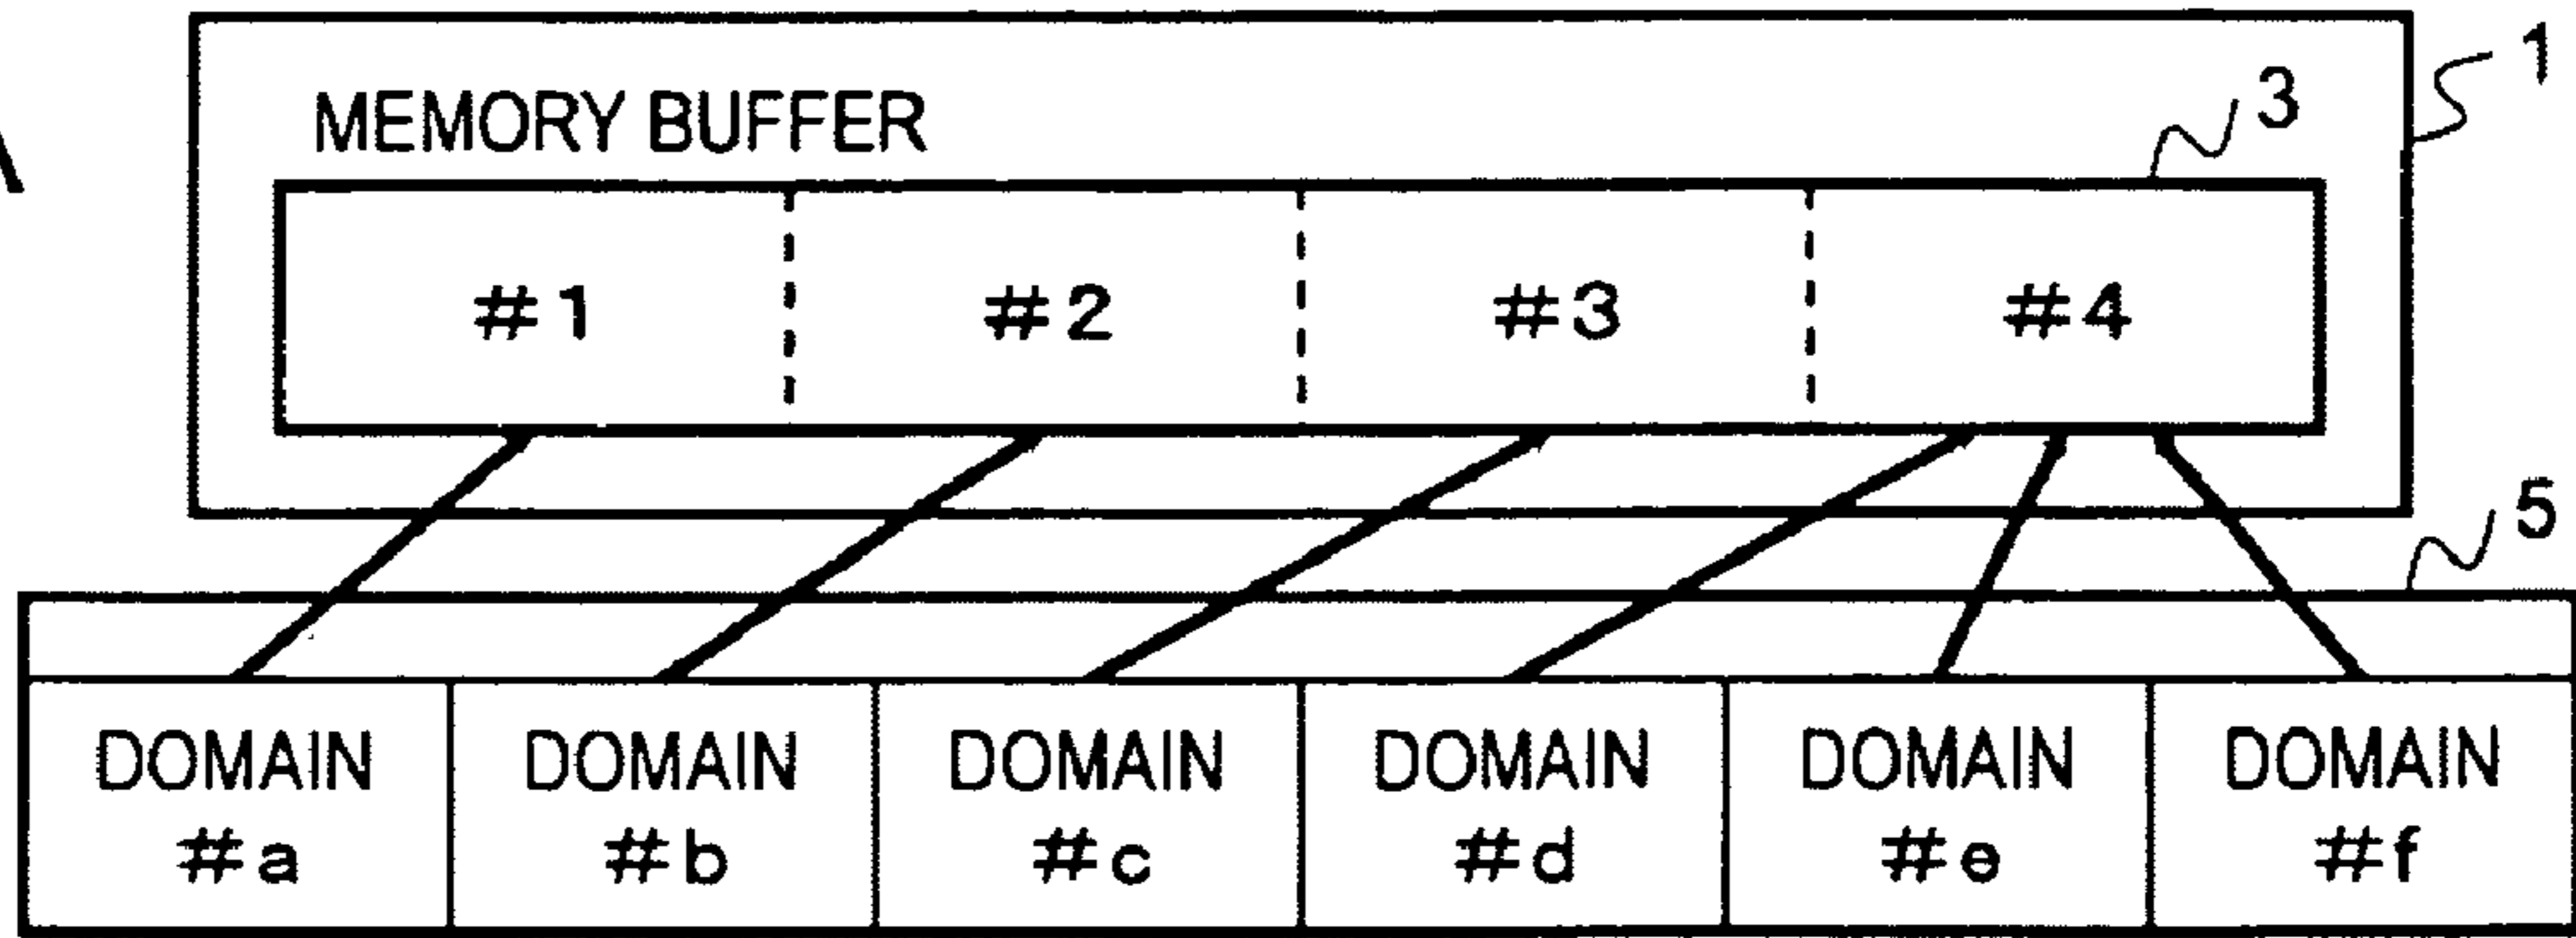 1
MEMORY BUFFER
3
#1 #2 #3 #4
5
DOMAIN #a
DOMAIN #b
DOMAIN #c
DOMAIN #d
DOMAIN #e
DOMAIN #f